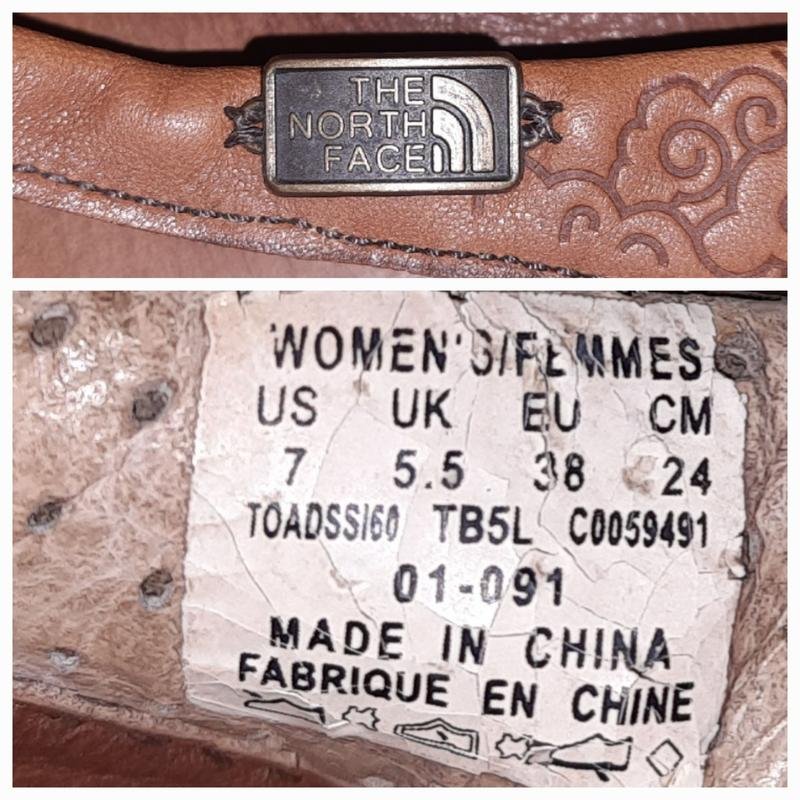 THE
NORTH
FACE
WOMEN'S/FEMMES
US UK EU CM
7 5.5 38 24
TOADSSI60 TB5L C0059491
01-091
MADE IN CHINA
FABRIQUE EN CHINE